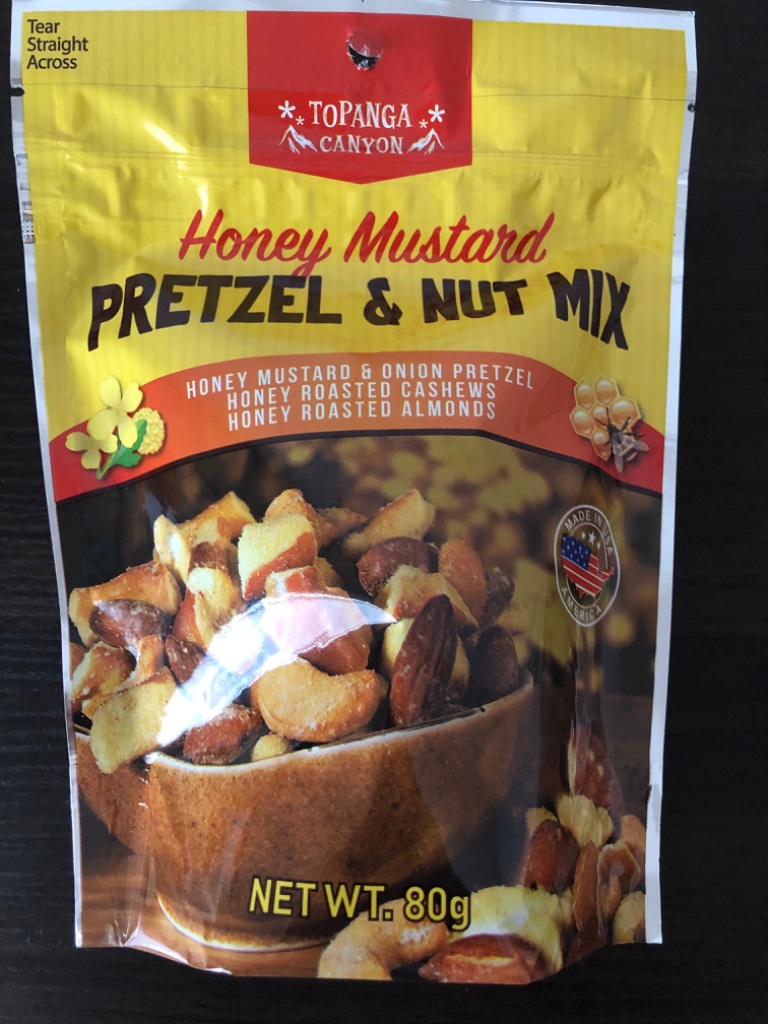 Tear
Straight
Across
TOPANGA
CANYON
Honey Mustard
PRETZEL & NUT MIX
HONEY MUSTARD & ONION PRETZEL
HONEY ROASTED CASHEWS
HONEY ROASTED ALMONDS
MADE IN USA
AMERICA
NET WT. 80g